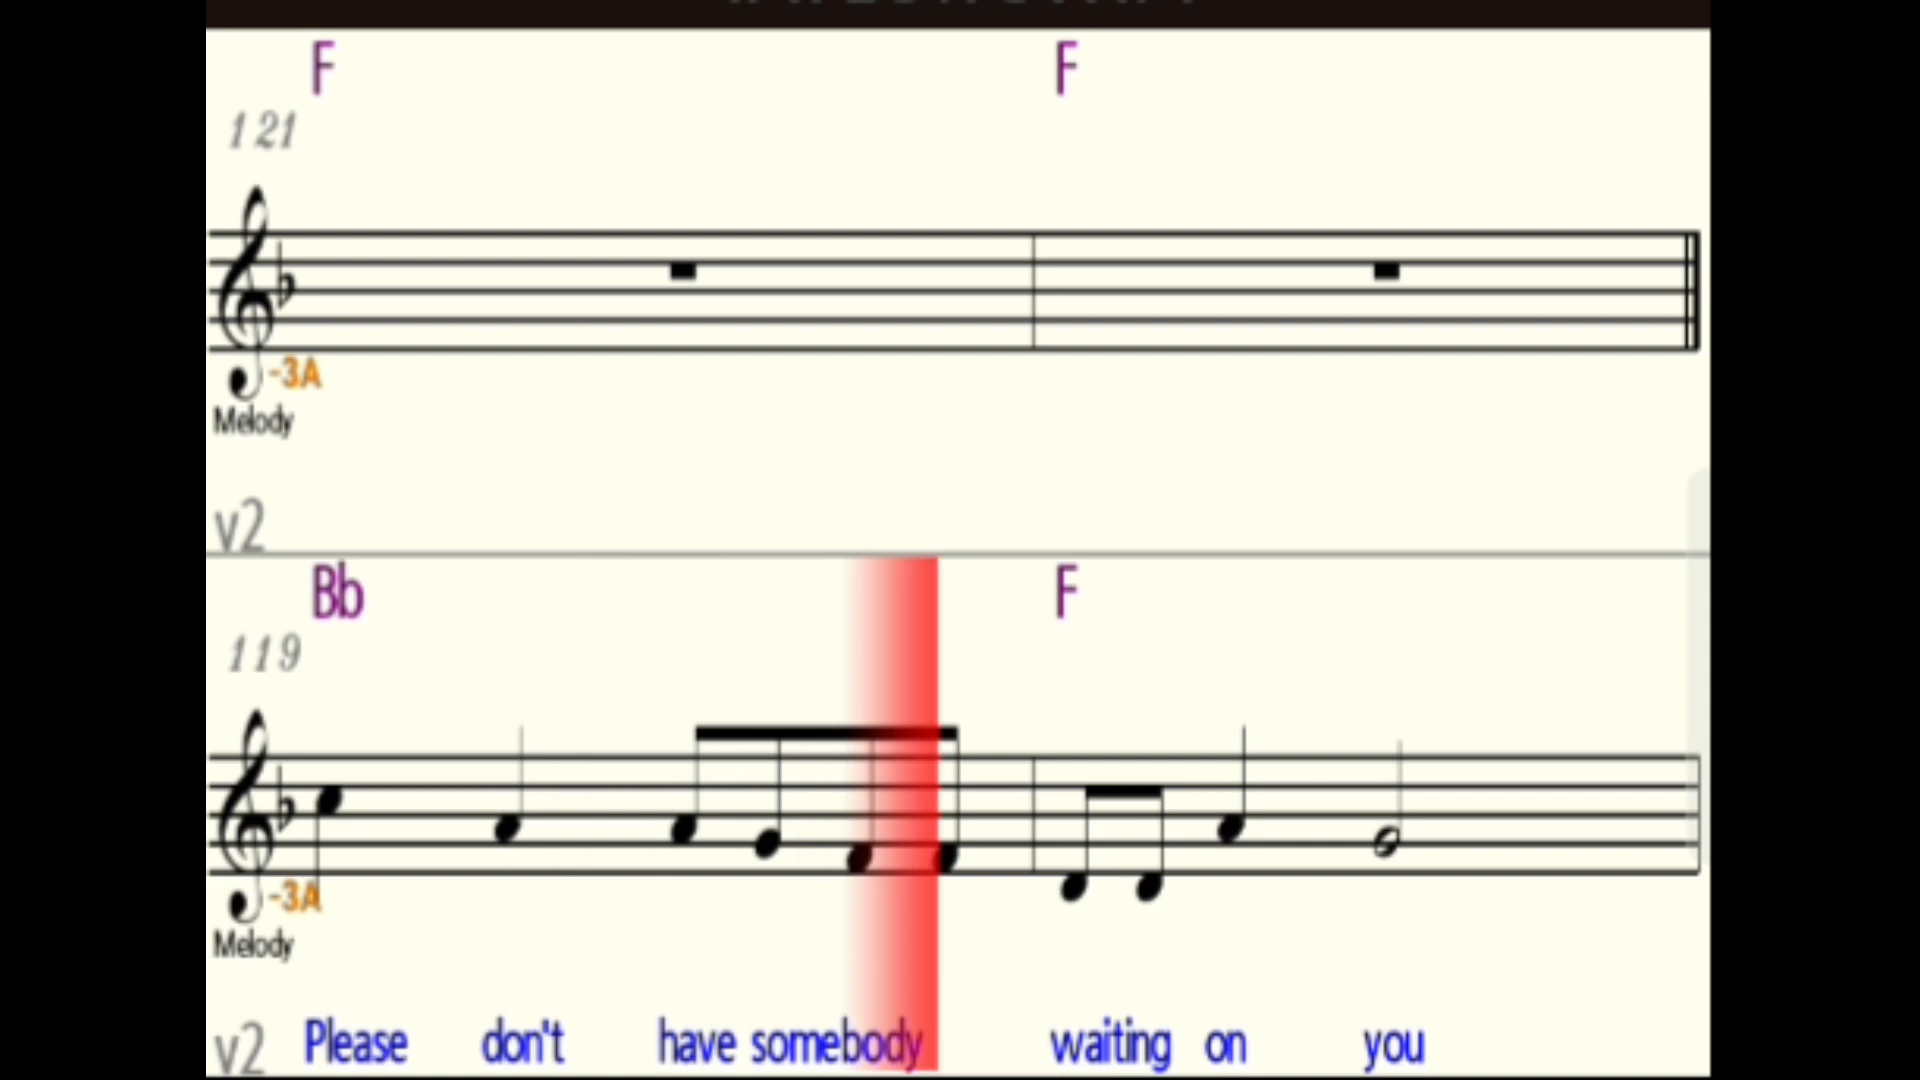 F F
121
-3A
Melody
v2
Bb F
119
-3A
Melody
v2 Please don't have somebody waiting on you